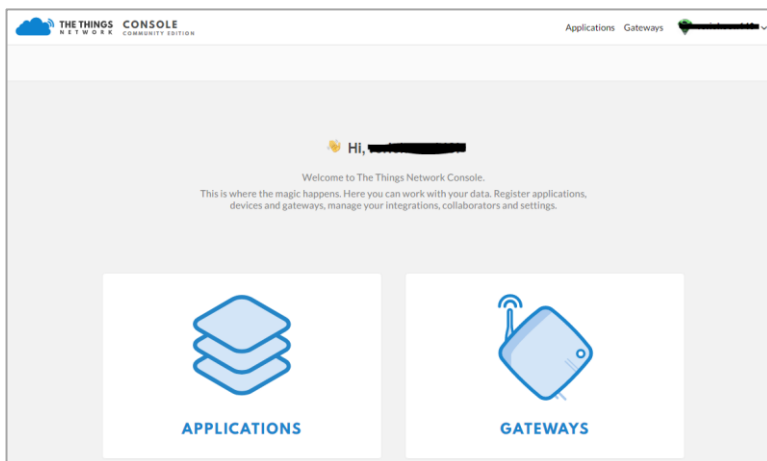 THE THINGS NETWORK CONSOLE COMMUNITY EDITION
Applications Gateways
Hi,
Welcome to The Things Network Console.
This is where the magic happens. Here you can work with your data. Register applications,
devices and gateways, manage your integrations, collaborators and settings.
APPLICATIONS
GATEWAYS